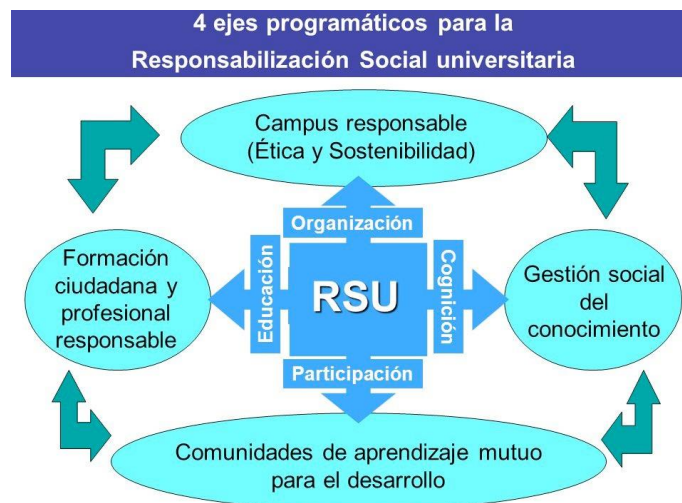 4 ejes programáticos para la
Responsabilización Social universitaria
Campus responsable
(Ética y Sostenibilidad)
Organización
Formación
ciudadana y
profesional
responsable
Educación
RSU
Cognición
Gestión social
del
conocimiento
Participación
Comunidades de aprendizaje mutuo
para el desarrollo